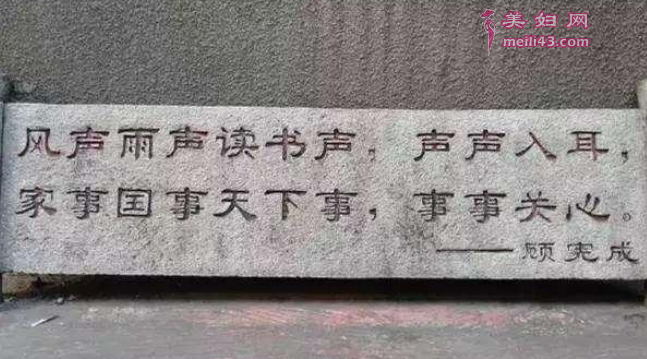 美妇网
meili43.com
风声雨声读书声，声声入耳，
家事国事天下事，事事关心。
——顾宪成